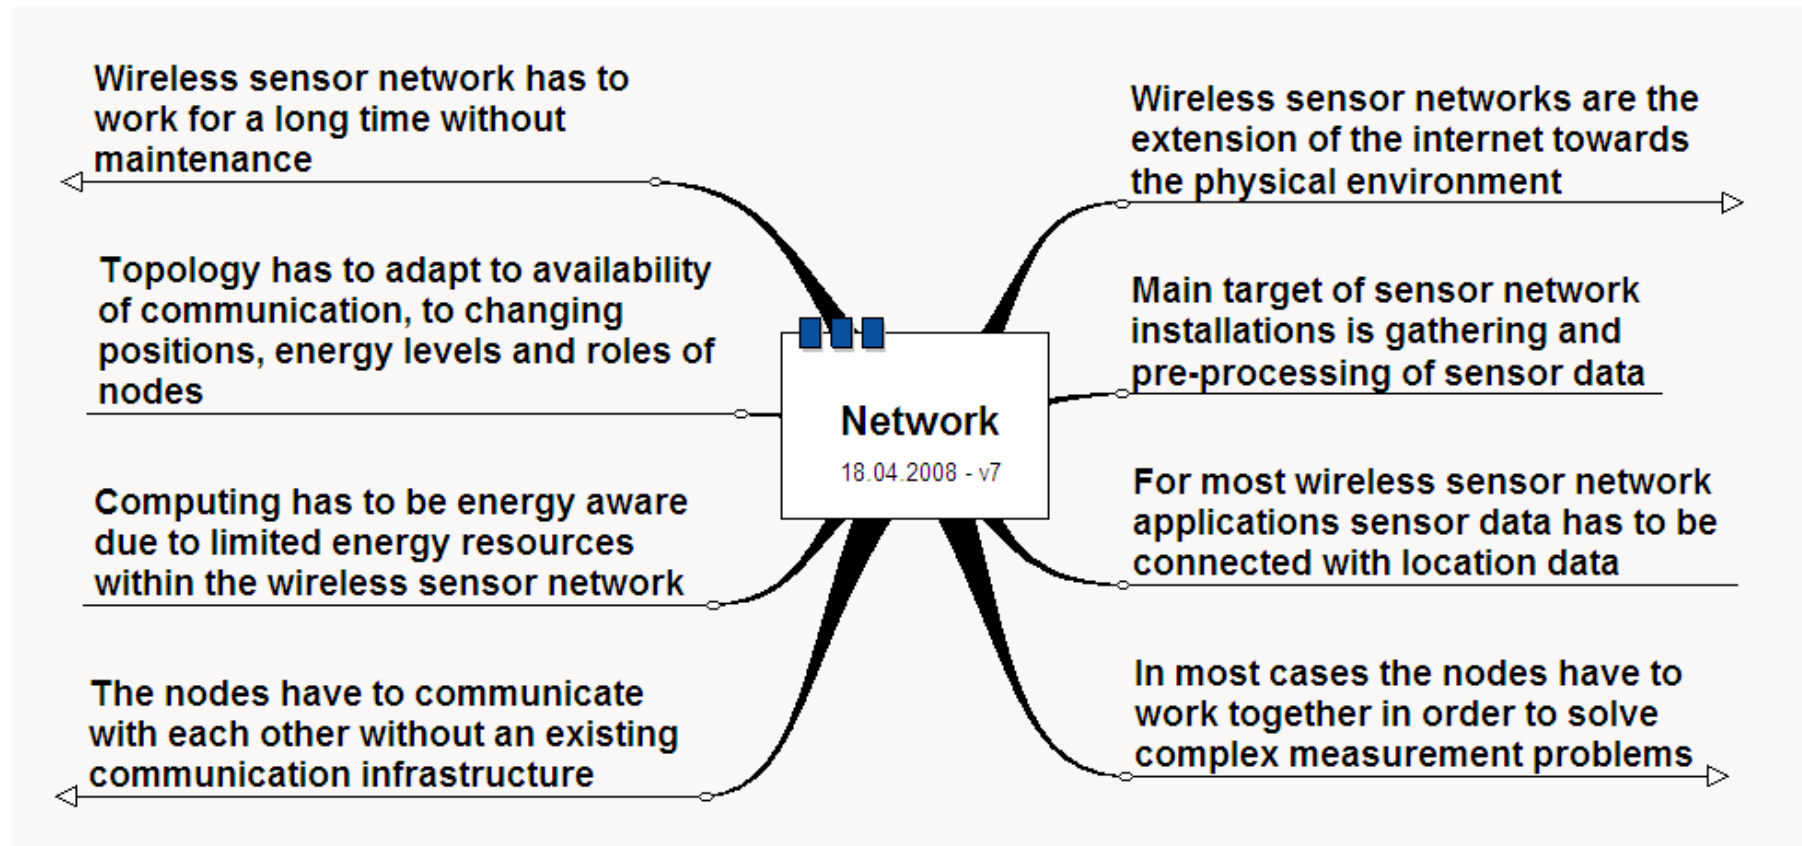 Wireless sensor network has to
work for a long time without
maintenance
Topology has to adapt to availability
of communication, to changing
positions, energy levels and roles of
nodes
Computing has to be energy aware
due to limited energy resources
within the wireless sensor network
The nodes have to communicate
with each other without an existing
communication infrastructure
Network
18.04.2008 - v7
Wireless sensor networks are the
extension of the internet towards
the physical environment
Main target of sensor network
installations is gathering and
pre-processing of sensor data
For most wireless sensor network
applications sensor data has to be
connected with location data
In most cases the nodes have to
work together in order to solve
complex measurement problems